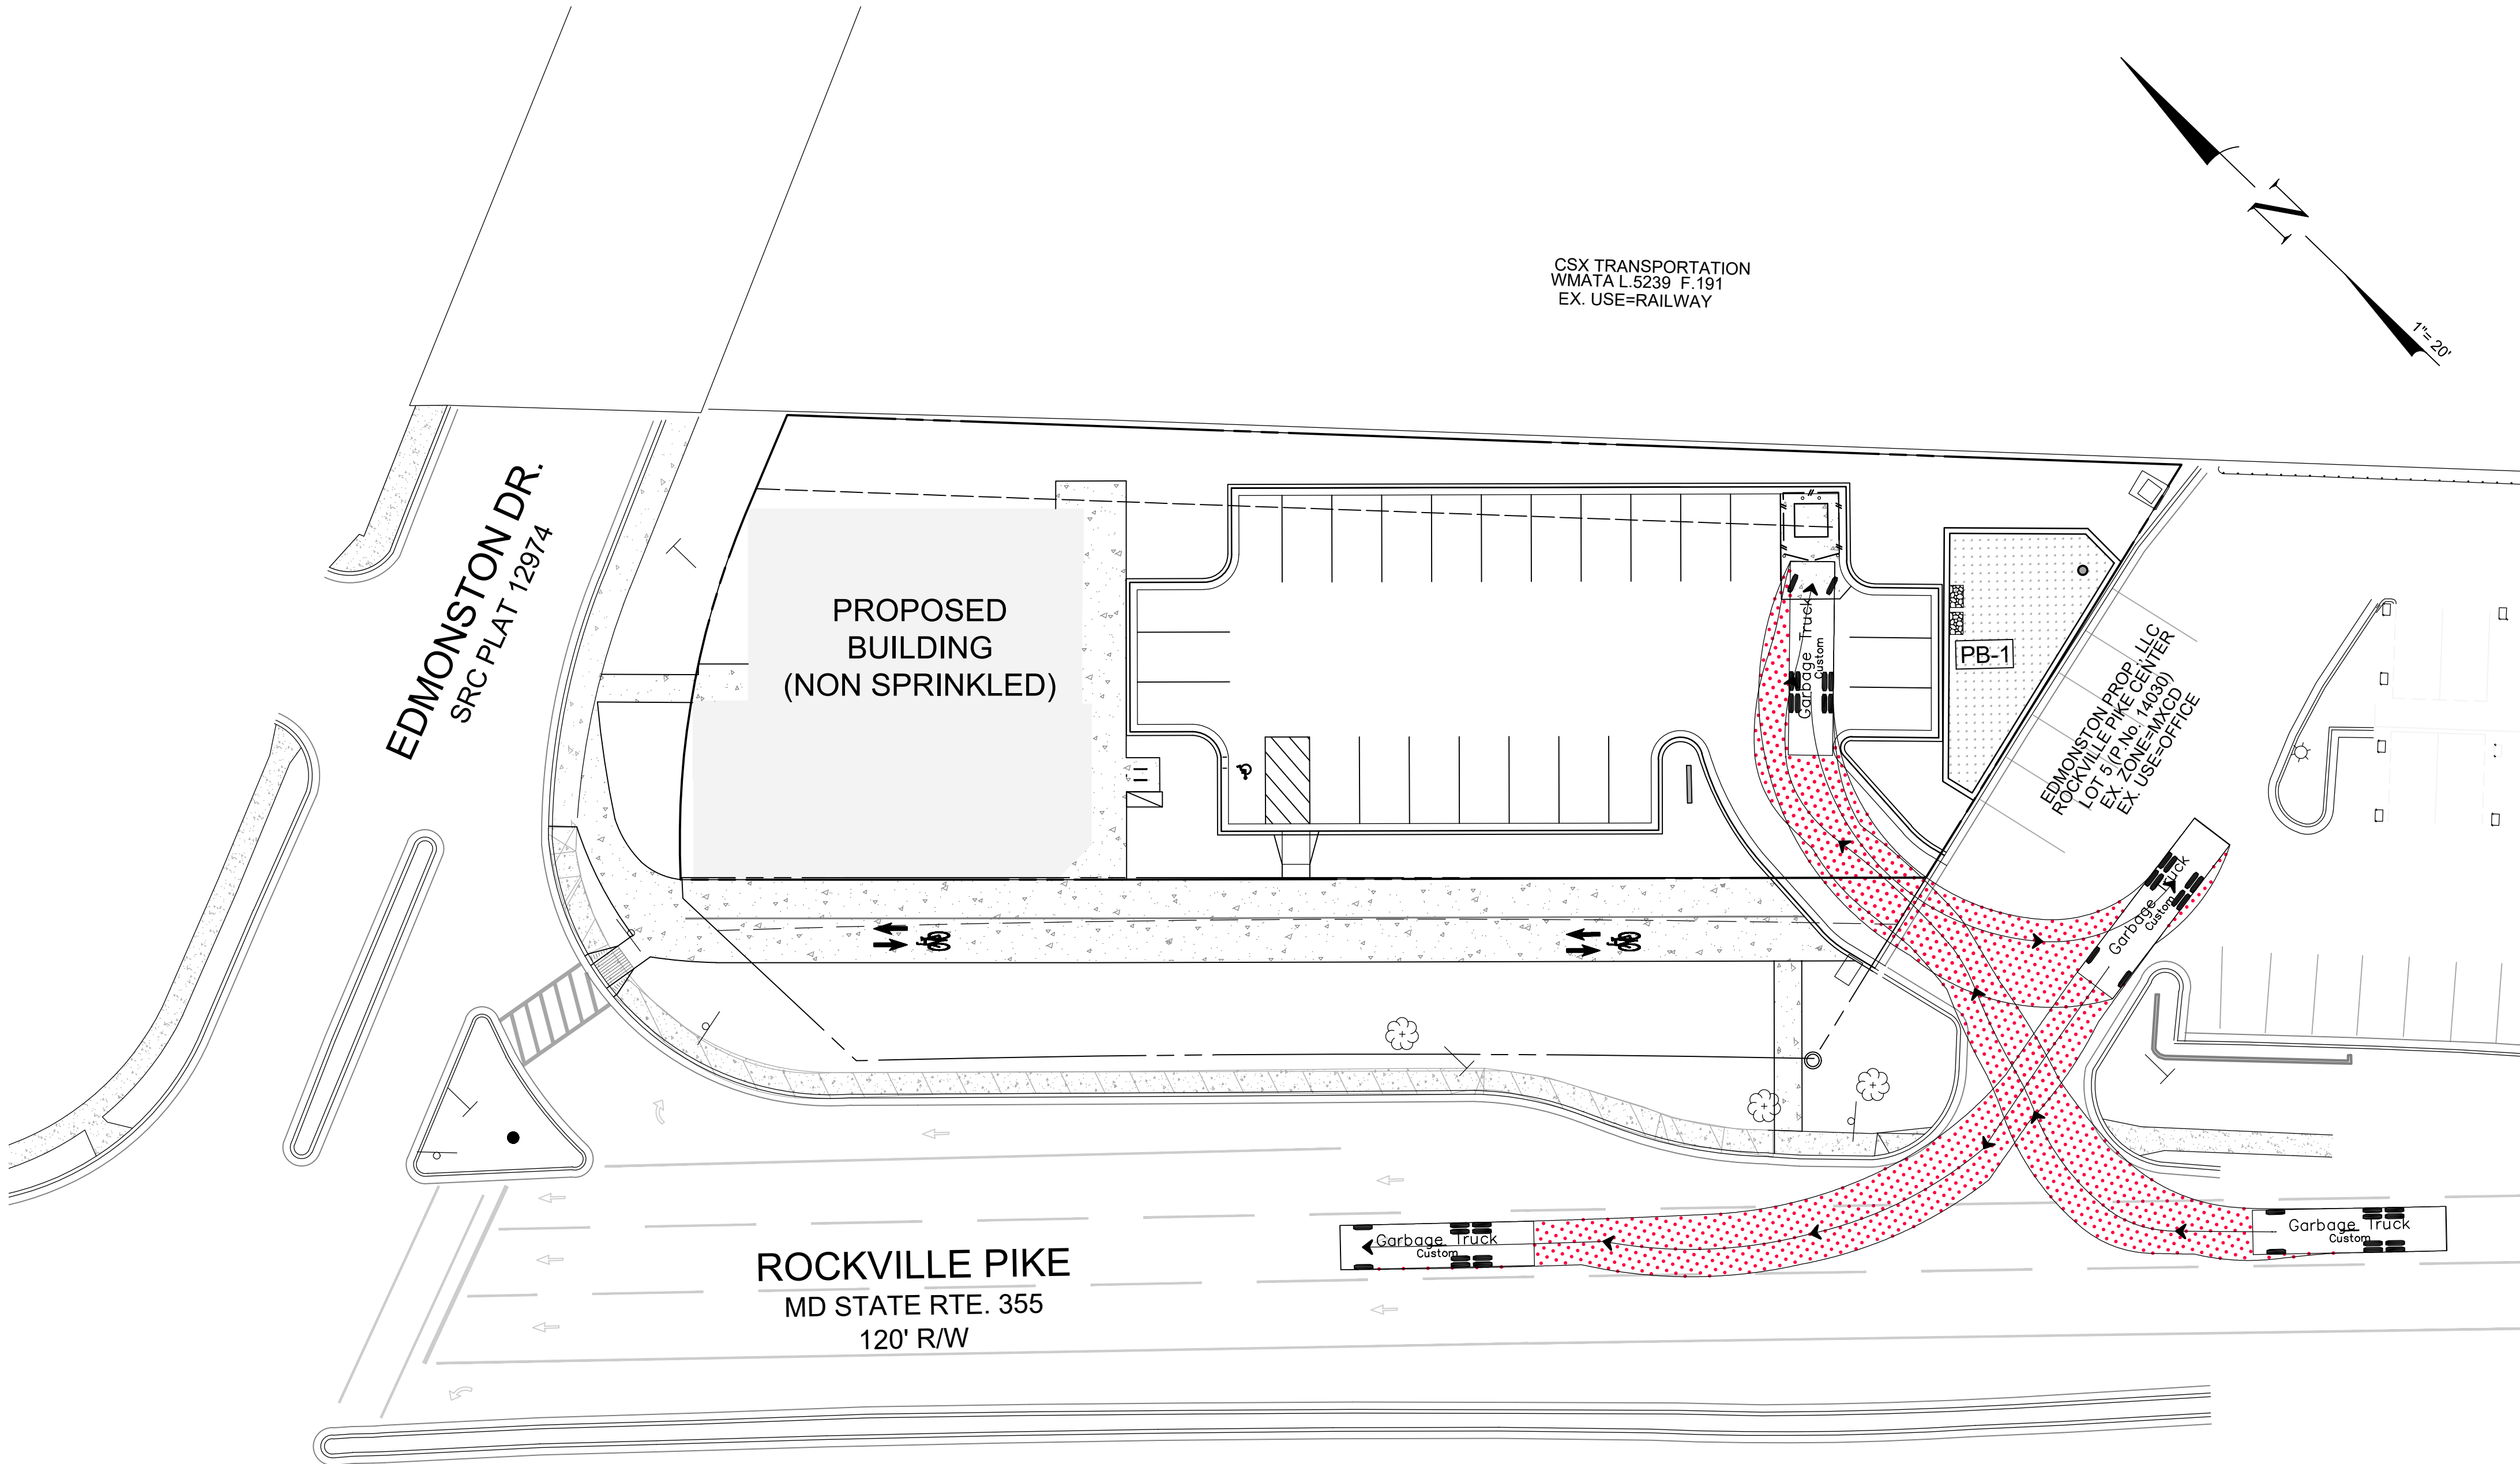 N
1"= 20'
CSX TRANSPORTATION
WMATA L.5239 F.191
EX. USE=RAILWAY
EDMONSTON DR.
SRC PLAT 12974
PROPOSED
BUILDING
(NON SPRINKLED)
Garbage Truck
Custom
PB-1
EDMONSTON PROP., LLC
ROCKVILLE PIKE CENTER
LOT 5 (P.No. 14030)
EX. ZONE=MXCD
EX. USE=OFFICE
Garbage Truck
Custom
Garbage Truck
Custom
Garbage Truck
Custom
ROCKVILLE PIKE
MD STATE RTE. 355
120' R/W